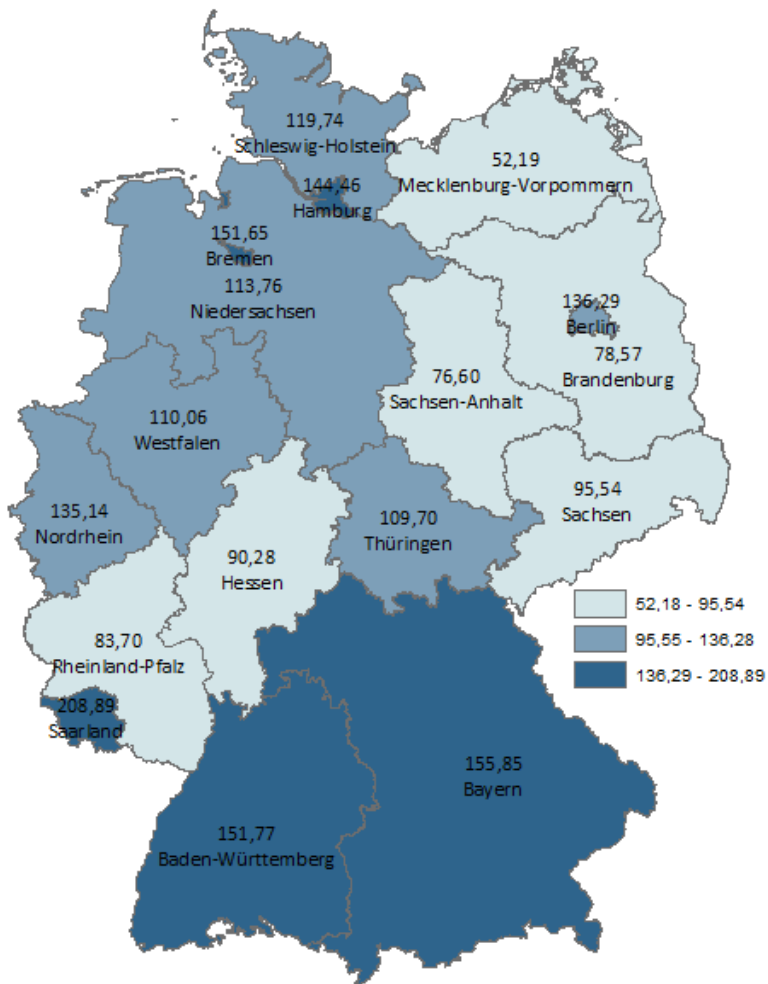 119,74
Schleswig-Holstein
52,19
Mecklenburg-Vorpommern
144,46
Hamburg
151,65
Bremen
113,76
Niedersachsen
136,29
Berlin
78,57
Brandenburg
76,60
Sachsen-Anhalt
110,06
Westfalen
135,14
Nordrhein
95,54
Sachsen
109,70
Thüringen
90,28
Hessen
83,70
Rheinland-Pfalz
208,89
Saarland
155,85
Bayern
151,77
Baden-Württemberg
52,18 - 95,54
95,55 - 136,28
136,29 - 208,89